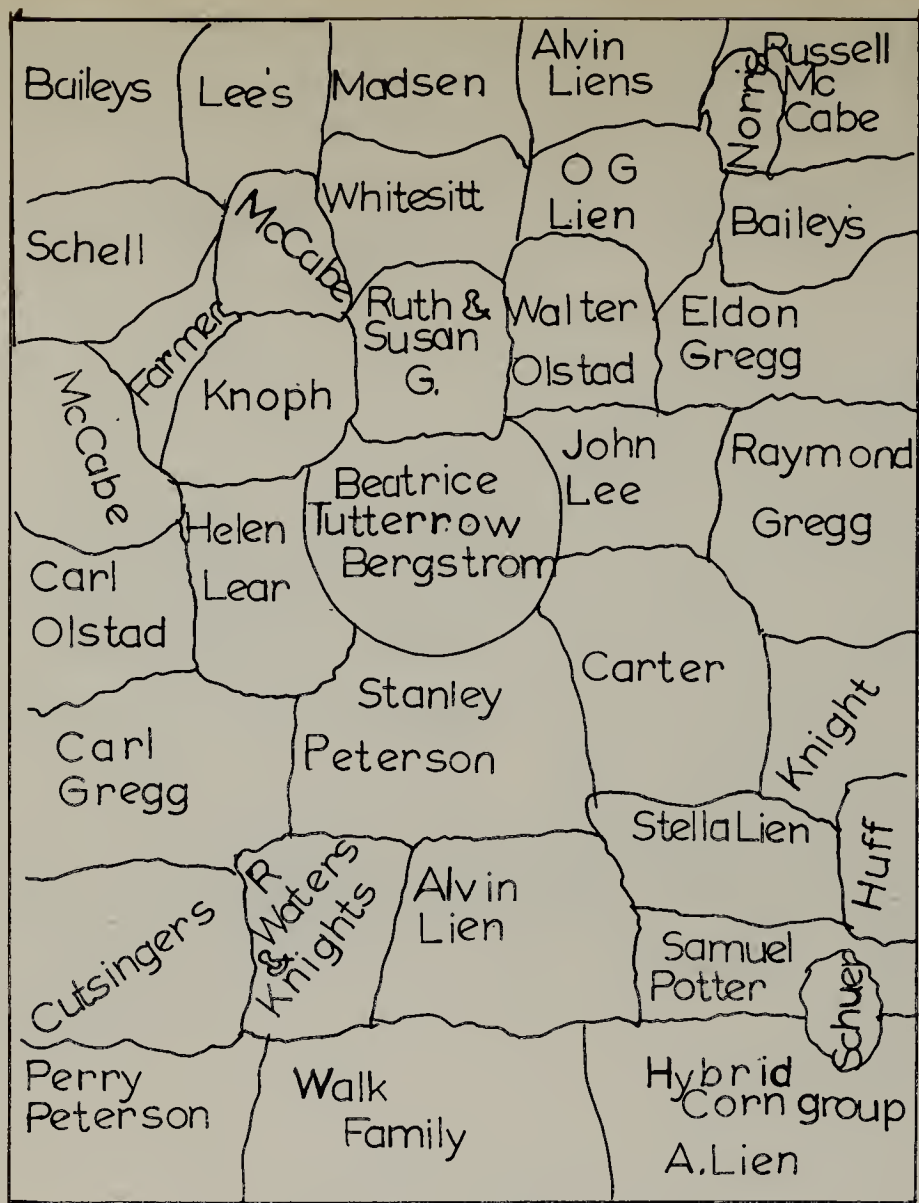 Baileys
Lee's
Madsen
Alvin
Liens
Norris
Russell
Mc
Cabe
Schell
McCabe
Whitesitt
O G
Lien
Bailey's
Farmer
Ruth &
Susan
G.
Walter
Olstad
Eldon
Gregg
McCabe
Knoph
Beatrice
Tutterrow
Bergstrom
John
Lee
Raymond
Gregg
Carl
Olstad
Helen
Lear
Carter
Knight
Carl
Gregg
Stanley
Peterson
Stella Lien
Huff
Cutsingers
R
Waters
&
Knights
Alvin
Lien
Samuel
Potter
Schuer
Perry
Peterson
Walk
Family
Hybrid
Corn group
A. Lien